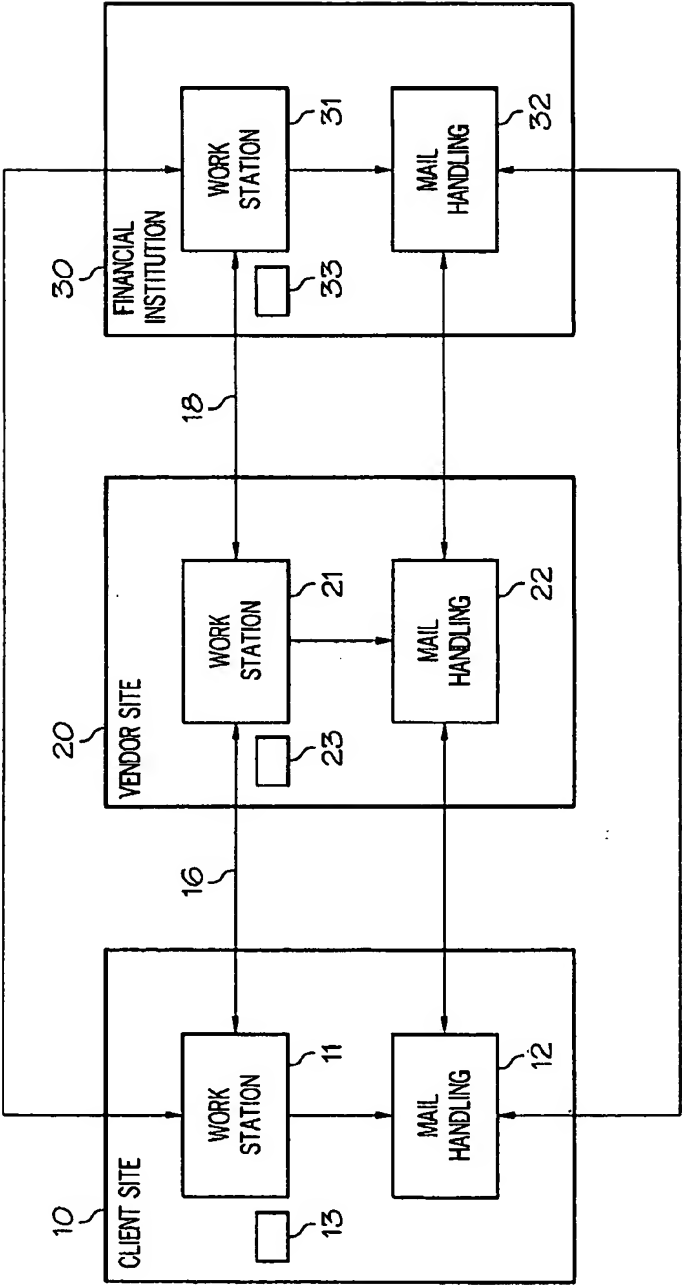 10
CLIENT SITE
WORK
STATION
11
13
MAIL
HANDLING
12
16
20
VENDOR SITE
WORK
STATION
21
23
MAIL
HANDLING
22
18
30
FINANCIAL
INSTITUTION
WORK
STATION
31
33
MAIL
HANDLING
32